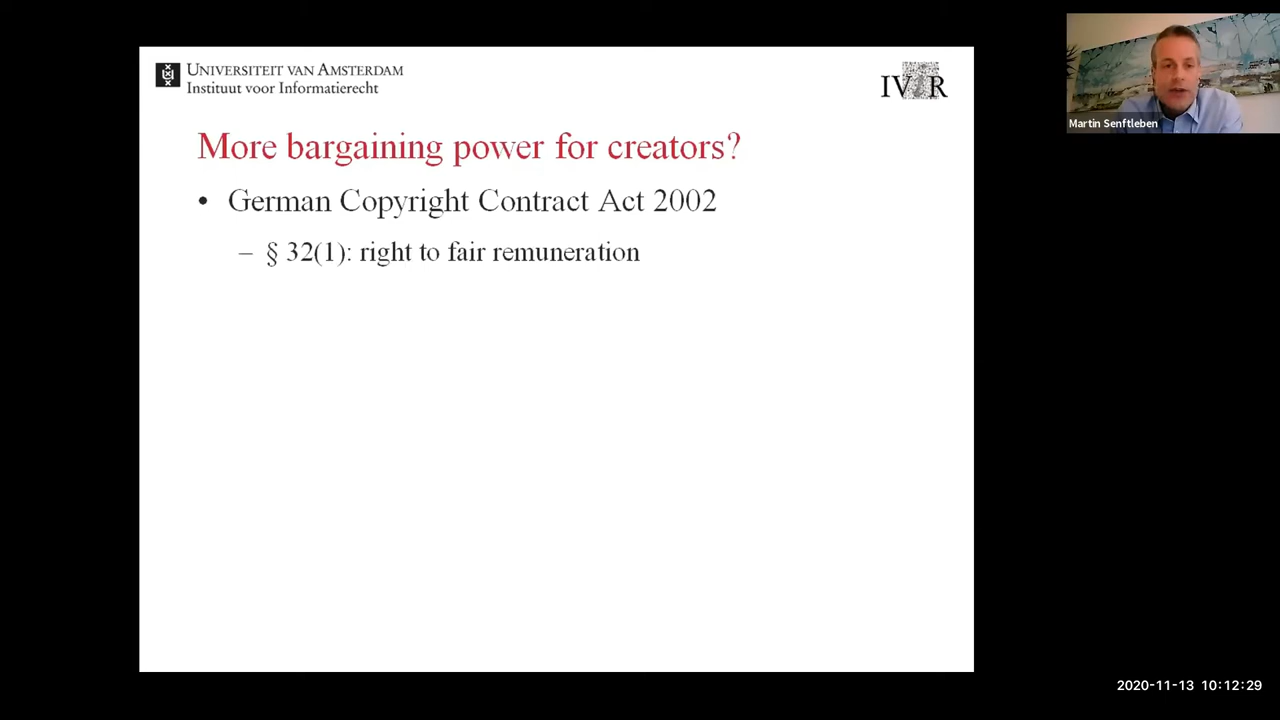 UNIVERSITEIT VAN AMSTERDAM
Instituut voor Informatierecht
IViR
More bargaining power for creators?
• German Copyright Contract Act 2002
– § 32(1): right to fair remuneration
Martin Senftleben
2020-11-13 10:12:29